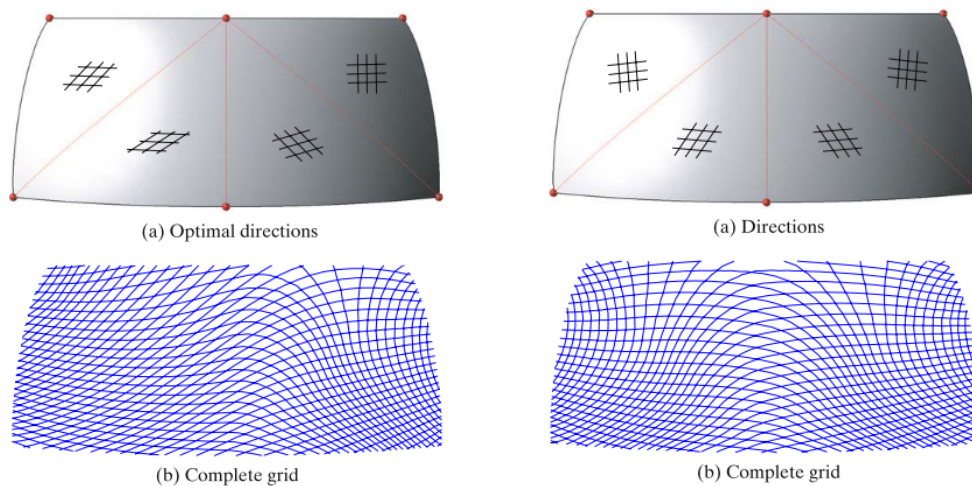 (a) Optimal directions
(a) Directions
(b) Complete grid
(b) Complete grid